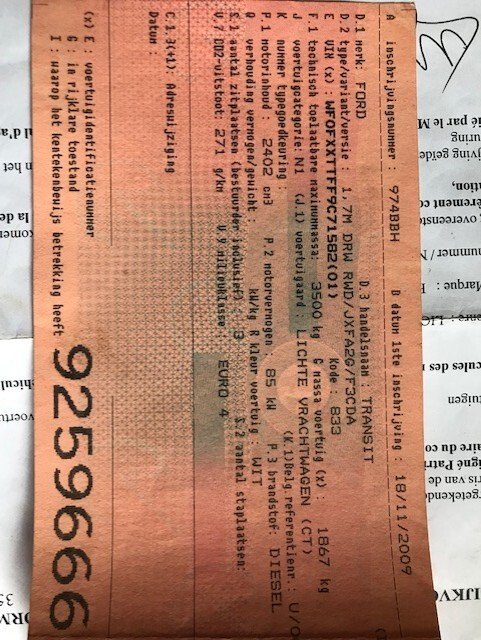 A inschrijvingsnummer : 974BBH B datum 1ste inschrijving : 18/11/2009
D.1 merk: FORD D.3 handelsnaam : TRANSIT
D.2 type/variant/versie : 1,7M DRW RWD/JXFA2G/F3CDA
E VIN (x) : WF0FXXTTFF9C71582(01) Kode : 833
F.1 technisch toelaatbare maximummassa: 3500 kg G massa voertuig (x) : 1867 kg
J voertuigcategorie: N1 (J.1) voertuigaard : LICHTE VRACHTWAGEN (CT)
K nummer typegoedkeuring : (K.1)Belg.referentienr.: U/0
P.1 motorinhoud : 2402 cm3 P.2 motorvermogen : 85 kW P.3 brandstof: DIESEL
Q verhouding vermogen/gewicht : kW/kg R kleur voertuig : WIT
S.1 aantal zitplaatsen (bestuurder inclusief) : 3 S.2 aantal staplaatsen:
V.7 CO2-uitstoot: 271 g/km V.9 milieuklasse : EURO 4
C.1.3(+1): Adreswijziging
Datum :
(x) E : voertuigidentificatienummer
G : in rijklare toestand
I : waarop het kentekenbewijs betrekking heeft
92596666